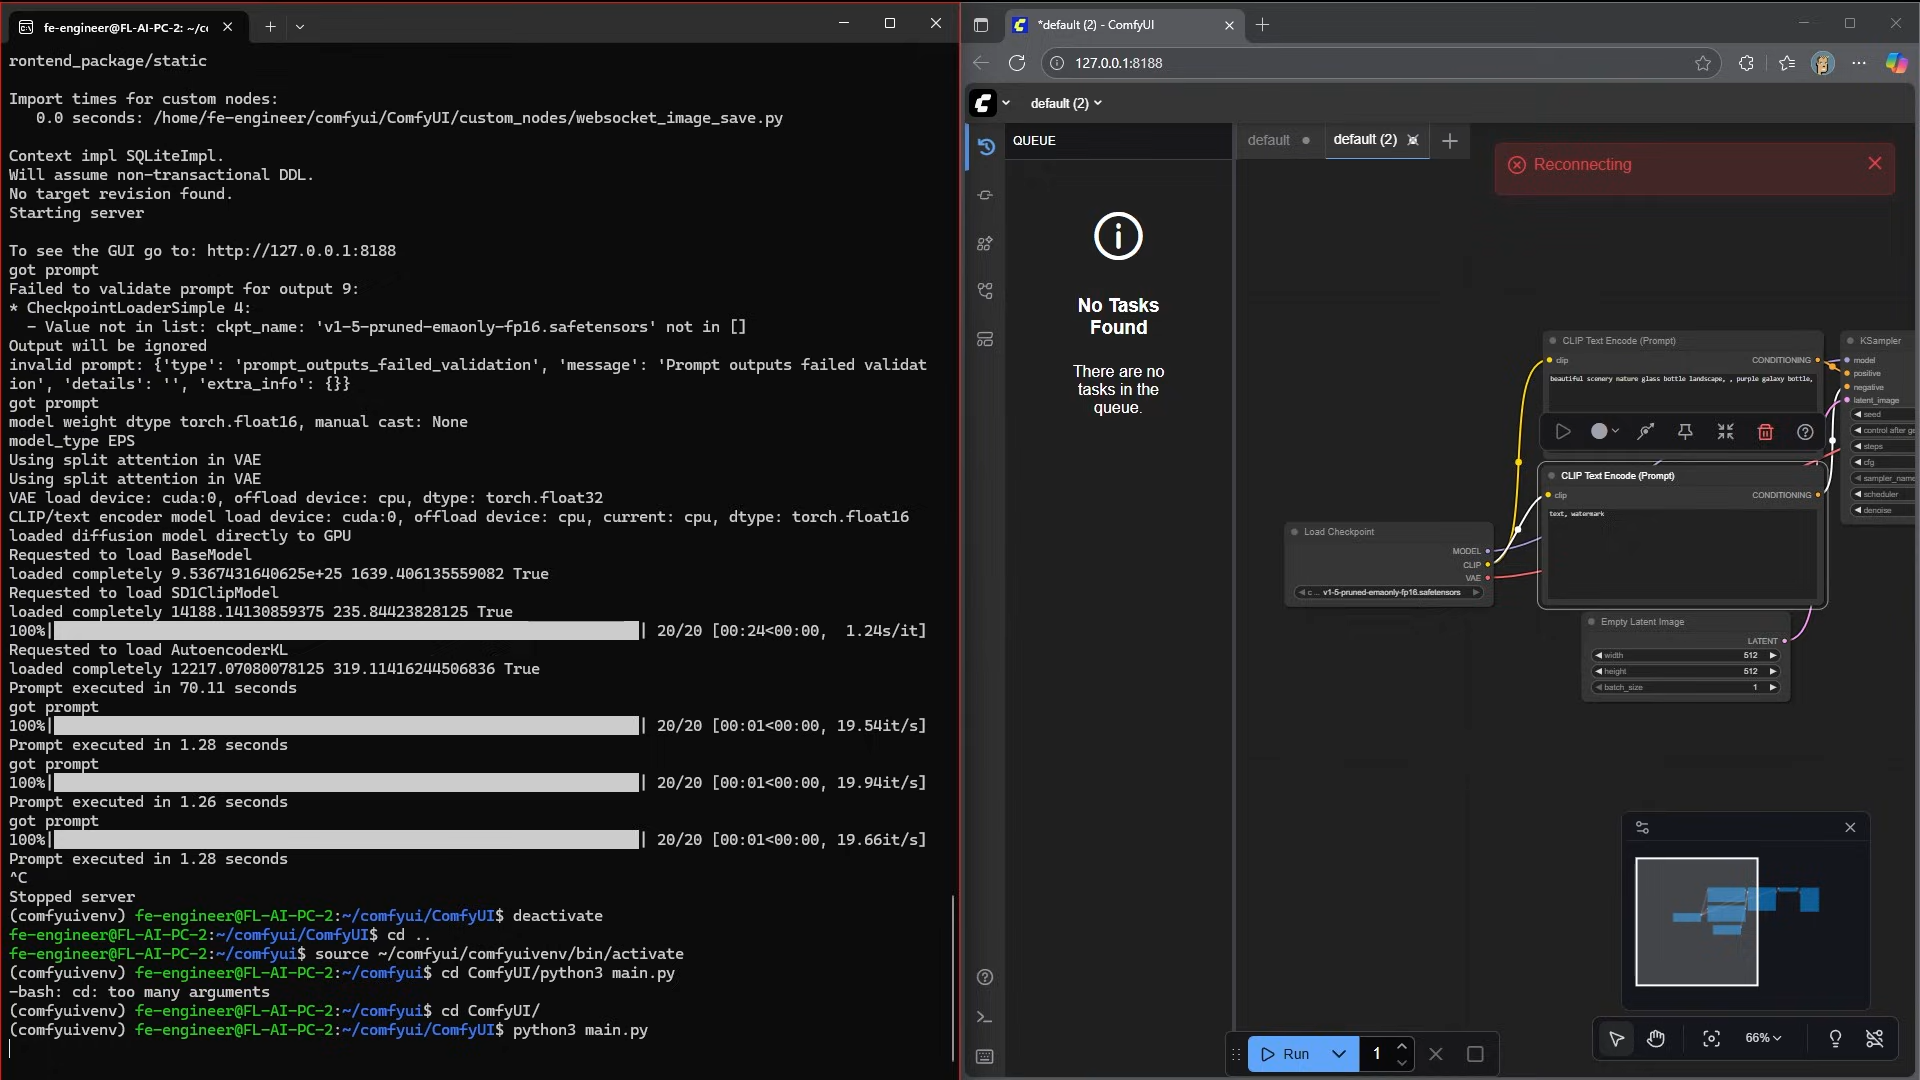 fe-engineer@FL-AI-PC-2: ~/c
rontend_package/static
Import times for custom nodes:
0.0 seconds: /home/fe-engineer/comfyui/ComfyUI/custom_nodes/websocket_image_save.py
Context impl SQLiteImpl.
Will assume non-transactional DDL.
No target revision found.
Starting server
To see the GUI go to: http://127.0.0.1:8188
got prompt
Failed to validate prompt for output 9:
* CheckpointLoaderSimple 4:
- Value not in list: ckpt_name: 'v1-5-pruned-emaonly-fp16.safetensors' not in []
Output will be ignored
invalid prompt: {'type': 'prompt_outputs_failed_validation', 'message': 'Prompt outputs failed validat
ion', 'details': '', 'extra_info': {}}
got prompt
model weight dtype torch.float16, manual cast: None
model_type EPS
Using split attention in VAE
Using split attention in VAE
VAE load device: cuda:0, offload device: cpu, dtype: torch.float32
CLIP/text encoder model load device: cuda:0, offload device: cpu, current: cpu, dtype: torch.float16
loaded diffusion model directly to GPU
Requested to load BaseModel
loaded completely 9.5367431640625e+25 1639.406135559082 True
Requested to load SD1ClipModel
loaded completely 14188.14130859375 235.84423828125 True
100%| | 20/20 [00:24<00:00, 1.24s/it]
Requested to load AutoencoderKL
loaded completely 12217.07080078125 319.11416244506836 True
Prompt executed in 70.11 seconds
got prompt
100%| | 20/20 [00:01<00:00, 19.54it/s]
Prompt executed in 1.28 seconds
got prompt
100%| | 20/20 [00:01<00:00, 19.94it/s]
Prompt executed in 1.26 seconds
got prompt
100%| | 20/20 [00:01<00:00, 19.66it/s]
Prompt executed in 1.28 seconds
^C
Stopped server
(comfyuivenv) fe-engineer@FL-AI-PC-2:~/comfyui/ComfyUI$ deactivate
fe-engineer@FL-AI-PC-2:~/comfyui/ComfyUI$ cd ..
fe-engineer@FL-AI-PC-2:~/comfyui$ source ~/comfyui/comfyuivenv/bin/activate
(comfyuivenv) fe-engineer@FL-AI-PC-2:~/comfyui$ cd ComfyUI/python3 main.py
-bash: cd: too many arguments
(comfyuivenv) fe-engineer@FL-AI-PC-2:~/comfyui$ cd ComfyUI/
(comfyuivenv) fe-engineer@FL-AI-PC-2:~/comfyui/ComfyUI$ python3 main.py
*default (2) - ComfyUI
127.0.0.1:8188
default (2)
QUEUE
default
default (2)
Reconnecting
No Tasks
Found
There are no
tasks in the
queue.
CLIP Text Encode (Prompt)
clip
CONDITIONING
beautiful scenery nature glass bottle landscape, , purple galaxy bottle,
KSampler
model
positive
negative
latent_image
seed
control after ge
steps
cfg
sampler_name
scheduler
denoise
CLIP Text Encode (Prompt)
clip
CONDITIONING
text, watermark
Load Checkpoint
MODEL
CLIP
VAE
c... v1-5-pruned-emaonly-fp16.safetensors
Empty Latent Image
LATENT
width 512
height 512
batch_size 1
Run
1
66%